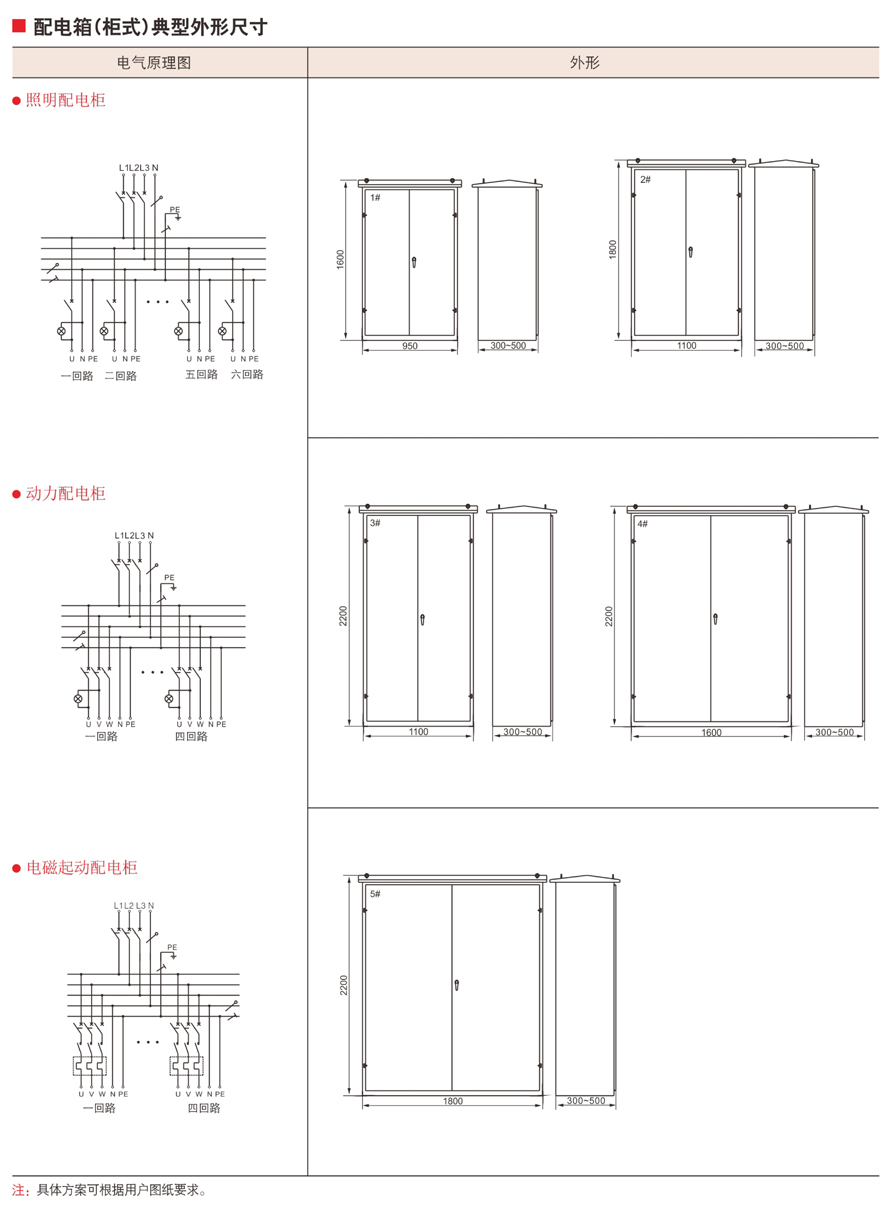 配电箱(柜式)典型外形尺寸
电气原理图 外形
照明配电柜
L1L2L3 N
PE
U N PE U N PE U N PE U N PE
一回路 二回路 五回路 六回路
1#
1600
950
300~500
2#
1800
1100
300~500
动力配电柜
L1L2L3 N
PE
U V W N PE U V W N PE
一回路 四回路
3#
2200
1100
300~500
4#
2200
1600
300~500
电磁起动配电柜
L1L2 L3 N
PE
U V W N PE U V W N PE
一回路 四回路
5#
2200
1800
300~500
注：具体方案可根据用户图纸要求。